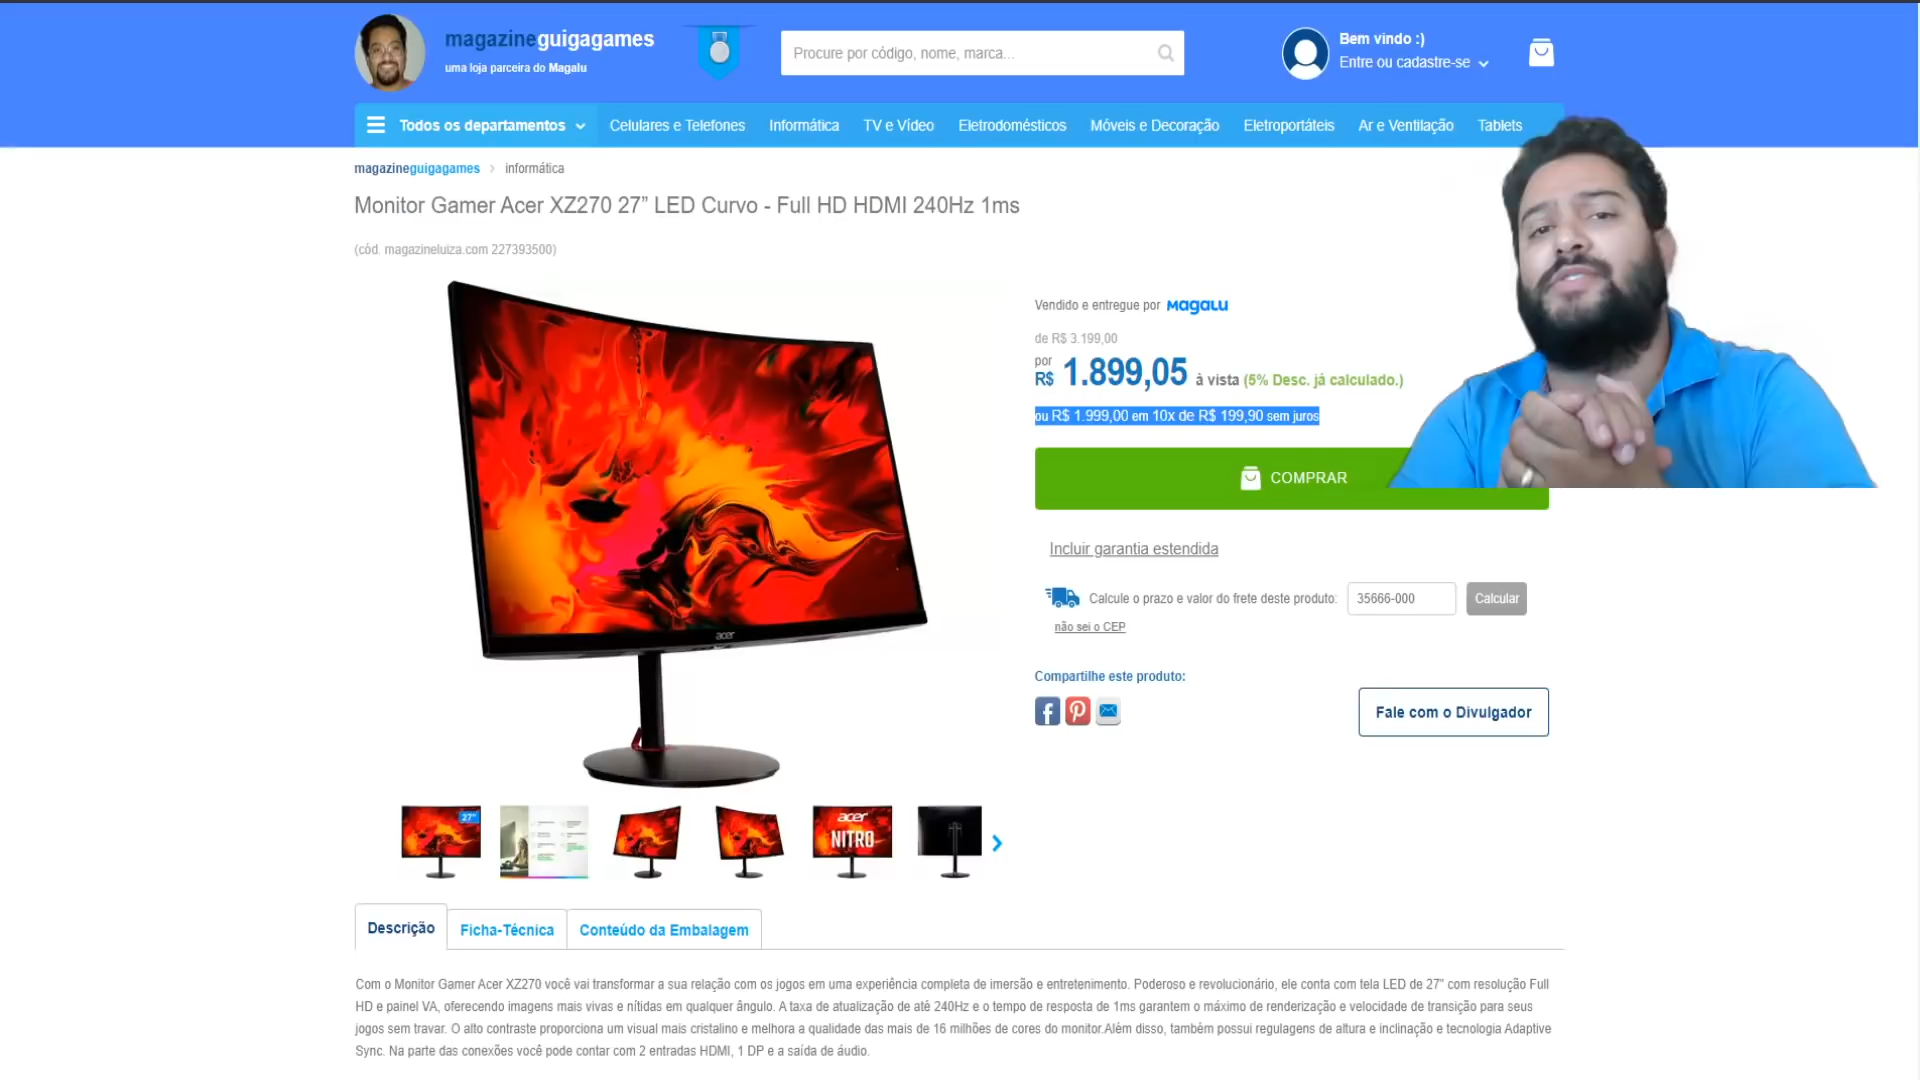 magazineguigagames
uma loja parceira do Magalu
Procure por código, nome, marca...
Bem vindo :)
Entre ou cadastre-se
Todos os departamentos
Celulares e Telefones
Informática
TV e Vídeo
Eletrodomésticos
Móveis e Decoração
Eletroportáteis
Ar e Ventilação
Tablets
magazineguigagames > informática
Monitor Gamer Acer XZ270 27” LED Curvo - Full HD HDMI 240Hz 1ms
(cód. magazineluiza.com 227393500)
Vendido e entregue por Magalu
de R$ 3.199,00
por
R$ 1.899,05 à vista (5% Desc. já calculado.)
ou R$ 1.999,00 em 10x de R$ 199,90 sem juros
COMPRAR
Incluir garantia estendida
Calcule o prazo e valor do frete deste produto:
35666-000
Calcular
não sei o CEP
acer
Compartilhe este produto:
Fale com o Divulgador
27"
acer
NITRO
Descrição
Ficha-Técnica
Conteúdo da Embalagem
Com o Monitor Gamer Acer XZ270 você vai transformar a sua relação com os jogos em uma experiência completa de imersão e entretenimento. Poderoso e revolucionário, ele conta com tela LED de 27" com resolução Full
HD e painel VA, oferecendo imagens mais vivas e nítidas em qualquer ângulo. A taxa de atualização de até 240Hz e o tempo de resposta de 1ms garantem o máximo de renderização e velocidade de transição para seus
jogos sem travar. O alto contraste proporciona um visual mais cristalino e melhora a qualidade das mais de 16 milhões de cores do monitor.Além disso, também possui regulagens de altura e inclinação e tecnologia Adaptive
Sync. Na parte das conexões você pode contar com 2 entradas HDMI, 1 DP e a saída de áudio.